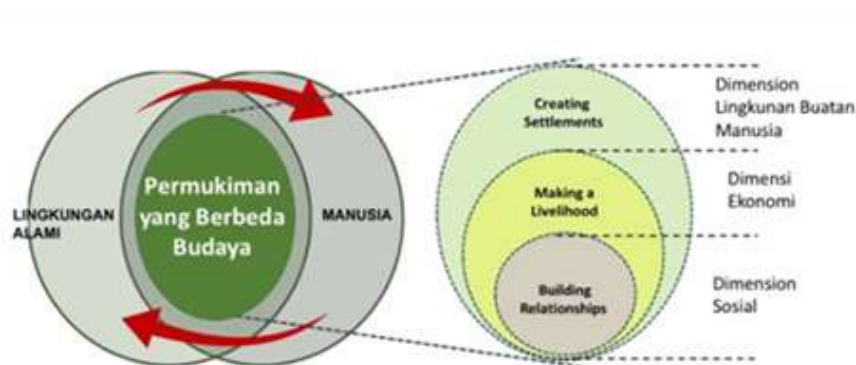 LINGKUNGAN
ALAMI
Permukiman
yang Berbeda
Budaya
MANUSIA
Creating
Settlements
Making a
Livelihood
Building
Relationships
Dimension
Lingkunan Buatan
Manusia
Dimensi
Ekonomi
Dimension
Sosial